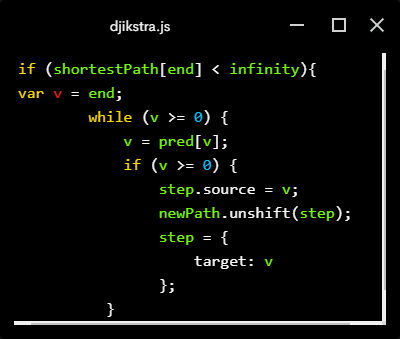 djikstra.js
if (shortestPath[end] < infinity){
var v = end;
while (v >= 0) {
v = pred[v];
if (v >= 0) {
step.source = v;
newPath.unshift(step);
step = {
target: v
};
}